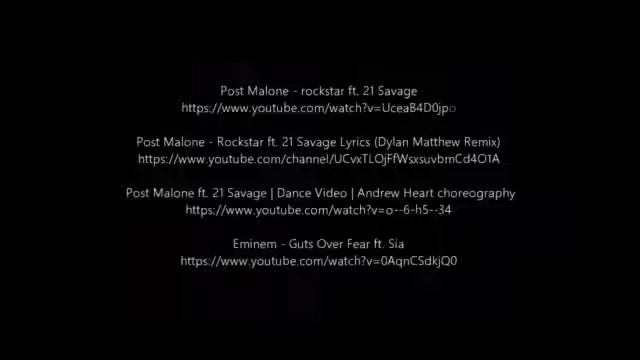 Post Malone - rockstar ft. 21 Savage
https://www.youtube.com/watch?v=UceaB4D0jpo
Post Malone - Rockstar ft. 21 Savage Lyrics (Dylan Matthew Remix)
https://www.youtube.com/channel/UCvxTLOjFfWsxsuvbmCd4O1A
Post Malone ft. 21 Savage | Dance Video | Andrew Heart choreography
https://www.youtube.com/watch?v=o--6-h5--34
Eminem - Guts Over Fear ft. Sia
https://www.youtube.com/watch?v=0AqnCSdkjQ0